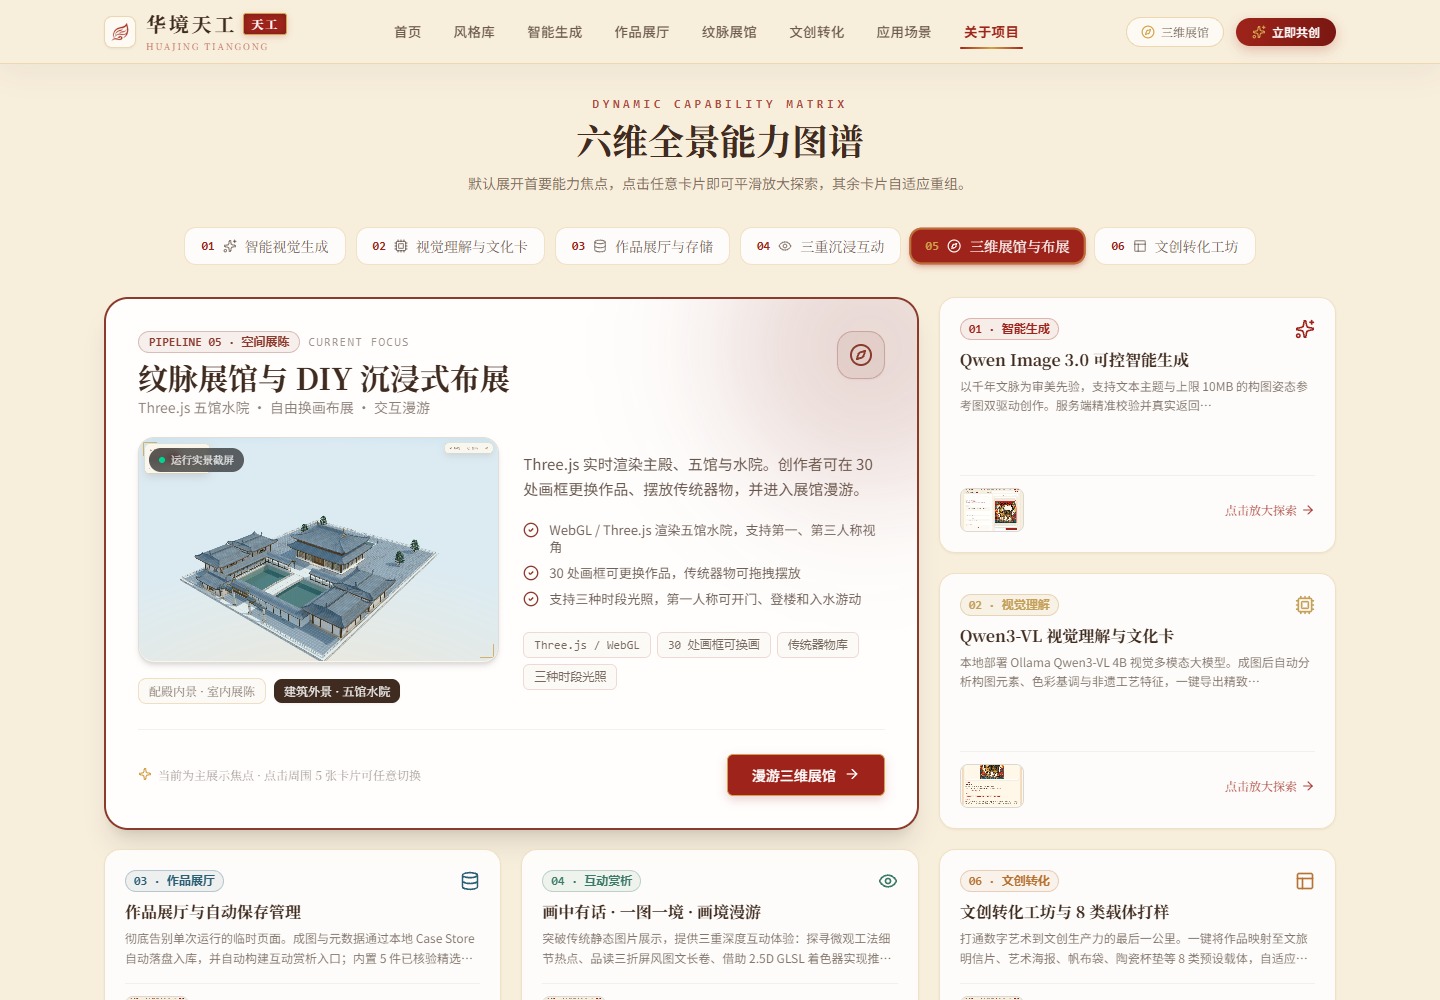 华境天工 天工
HUAJING TIANGONG
首页 风格库 智能生成 作品展厅 纹脉展馆 文创转化 应用场景 关于项目
三维展馆 立即共创
DYNAMIC CAPABILITY MATRIX
六维全景能力图谱
默认展开首要能力焦点，点击任意卡片即可平滑放大探索，其余卡片自适应重组。
01 智能视觉生成 02 视觉理解与文化卡 03 作品展厅与存储 04 三重沉浸互动 05 三维展馆与布展 06 文创转化工坊
PIPELINE 05 · 空间展陈 CURRENT FOCUS
纹脉展馆与 DIY 沉浸式布展
Three.js 五馆水院 · 自由换画布展 · 交互漫游
运行实景截屏
配殿内景 · 室内展陈 建筑外景 · 五馆水院
Three.js 实时渲染主殿、五馆与水院。创作者可在 30
处画框更换作品、摆放传统器物，并进入展馆漫游。
WebGL / Three.js 渲染五馆水院，支持第一、第三人称视
角
30 处画框可更换作品，传统器物可拖拽摆放
支持三种时段光照，第一人称可开门、登楼和入水游动
Three.js / WebGL 30 处画框可换画 传统器物库
三种时段光照
当前为主展示焦点 · 点击周围 5 张卡片可任意切换
漫游三维展馆
01 · 智能生成
Qwen Image 3.0 可控智能生成
以千年文脉为审美先验，支持文本主题与上限 10MB 的构图姿态参
考图双驱动创作。服务端精准校验并真实返回…
点击放大探索
02 · 视觉理解
Qwen3-VL 视觉理解与文化卡
本地部署 Ollama Qwen3-VL 4B 视觉多模态大模型。成图后自动分
析构图元素、色彩基调与非遗工艺特征，一键导出精致…
点击放大探索
03 · 作品展厅
作品展厅与自动保存管理
彻底告别单次运行的临时页面。成图与元数据通过本地 Case Store
自动落盘入库，并自动构建互动赏析入口；内置 5 件已核验精选…
04 · 互动赏析
画中有话 · 一图一境 · 画境漫游
突破传统静态图片展示，提供三重深度互动体验：探寻微观工法细
节热点、品读三折屏风图文长卷、借助 2.5D GLSL 着色器实现推…
06 · 文创转化
文创转化工坊与 8 类载体打样
打通数字艺术到文创生产力的最后一公里。一键将作品映射至文旅
明信片、艺术海报、帆布袋、陶瓷杯垫等 8 类预设载体，自适应…